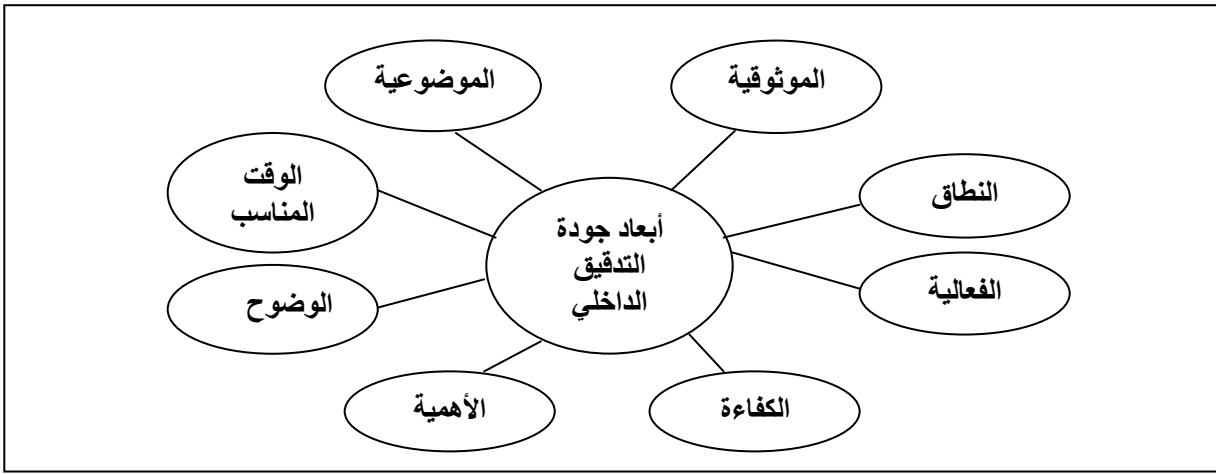 الموثوقية
الموضوعية
النطاق
الوقت
المناسب
أبعاد جودة
التدقيق
الداخلي
الفعالية
الوضوح
الكفاءة
الأهمية